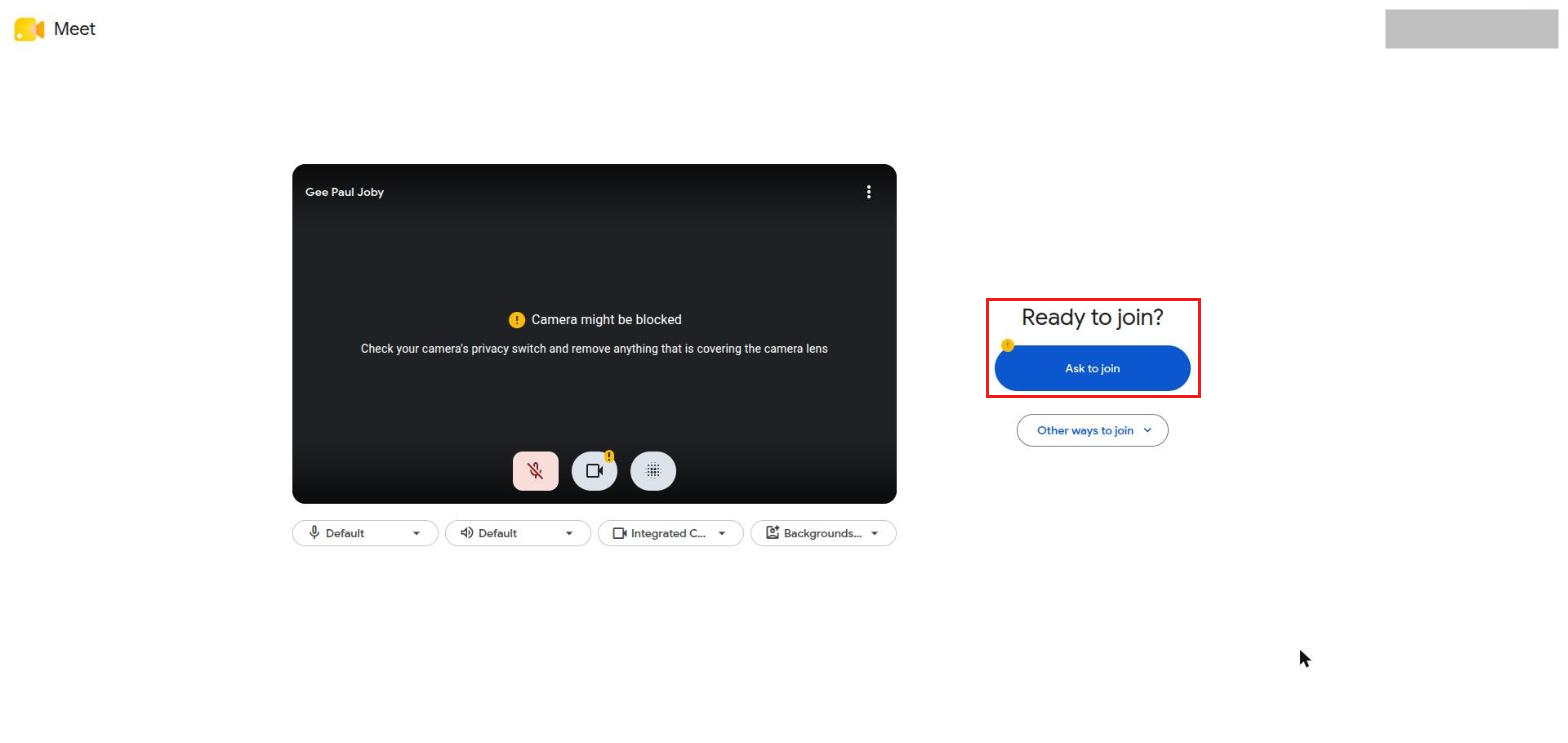 Meet
Gee Paul Joby
Camera might be blocked
Check your camera's privacy switch and remove anything that is covering the camera lens
Ready to join?
Ask to join
Other ways to join
Default
Default
Integrated C...
Backgrounds...